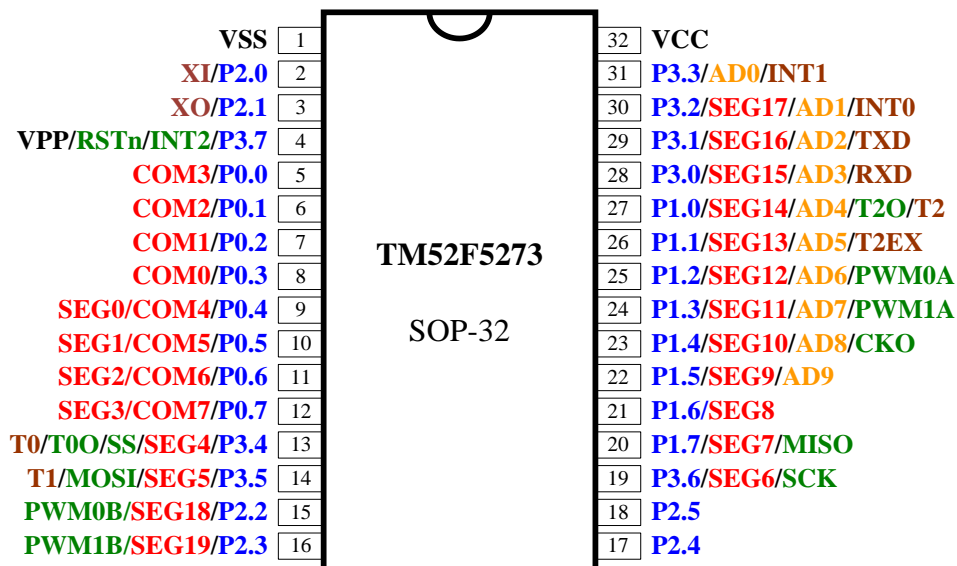 VSS 1
XI/P2.0 2
XO/P2.1 3
VPP/RSTn/INT2/P3.7 4
COM3/P0.0 5
COM2/P0.1 6
COM1/P0.2 7
COM0/P0.3 8
SEG0/COM4/P0.4 9
SEG1/COM5/P0.5 10
SEG2/COM6/P0.6 11
SEG3/COM7/P0.7 12
T0/T0O/SS/SEG4/P3.4 13
T1/MOSI/SEG5/P3.5 14
PWM0B/SEG18/P2.2 15
PWM1B/SEG19/P2.3 16
TM52F5273
SOP-32
32 VCC
31 P3.3/AD0/INT1
30 P3.2/SEG17/AD1/INT0
29 P3.1/SEG16/AD2/TXD
28 P3.0/SEG15/AD3/RXD
27 P1.0/SEG14/AD4/T2O/T2
26 P1.1/SEG13/AD5/T2EX
25 P1.2/SEG12/AD6/PWM0A
24 P1.3/SEG11/AD7/PWM1A
23 P1.4/SEG10/AD8/CKO
22 P1.5/SEG9/AD9
21 P1.6/SEG8
20 P1.7/SEG7/MISO
19 P3.6/SEG6/SCK
18 P2.5
17 P2.4